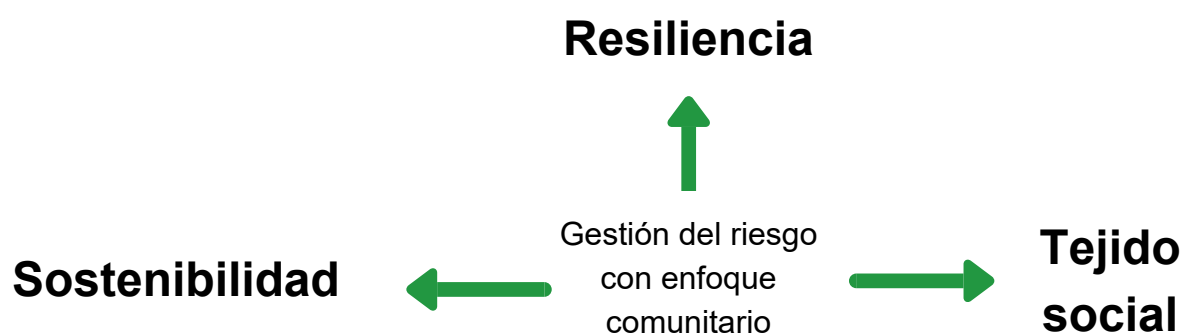 Resiliencia
Gestión del riesgo
con enfoque
comunitario
Sostenibilidad
Tejido
social